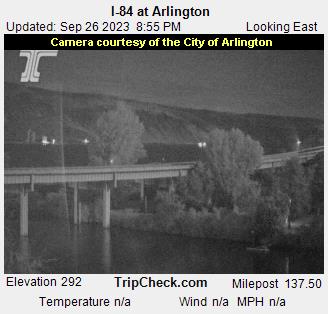 I-84 at Arlington
Updated: Sep 26 2023 8:55 PM Looking East
Camera courtesy of the City of Arlington
Elevation 292 TripCheck.com Milepost 137.50
Temperature n/a Wind n/a MPH n/a